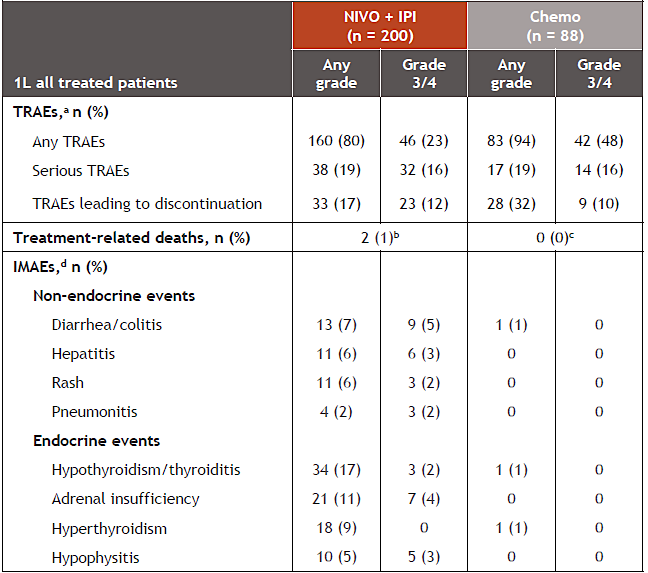 NIVO + IPI (n = 200) Chemo (n = 88)
1L all treated patients Any grade Grade 3/4 Any grade Grade 3/4
TRAEs,a n (%)
Any TRAEs 160 (80) 46 (23) 83 (94) 42 (48)
Serious TRAEs 38 (19) 32 (16) 17 (19) 14 (16)
TRAEs leading to discontinuation 33 (17) 23 (12) 28 (32) 9 (10)
Treatment-related deaths, n (%) 2 (1)b 0 (0)c
IMAEs,d n (%)
Non-endocrine events
Diarrhea/colitis 13 (7) 9 (5) 1 (1) 0
Hepatitis 11 (6) 6 (3) 0 0
Rash 11 (6) 3 (2) 0 0
Pneumonitis 4 (2) 3 (2) 0 0
Endocrine events
Hypothyroidism/thyroiditis 34 (17) 3 (2) 1 (1) 0
Adrenal insufficiency 21 (11) 7 (4) 0 0
Hyperthyroidism 18 (9) 0 1 (1) 0
Hypophysitis 10 (5) 5 (3) 0 0